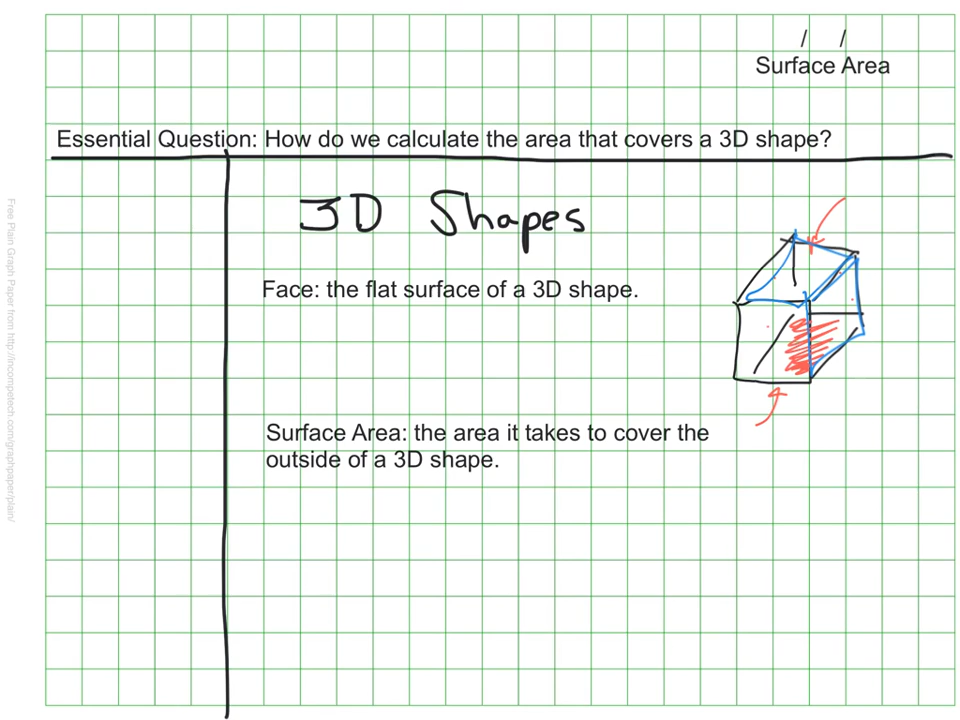 / /
Surface Area
Essential Question: How do we calculate the area that covers a 3D shape?
3D Shapes
Face: the flat surface of a 3D shape.
Surface Area: the area it takes to cover the
outside of a 3D shape.
Free Plain Graph Paper from http://incompetech.com/graphpaper/plain/